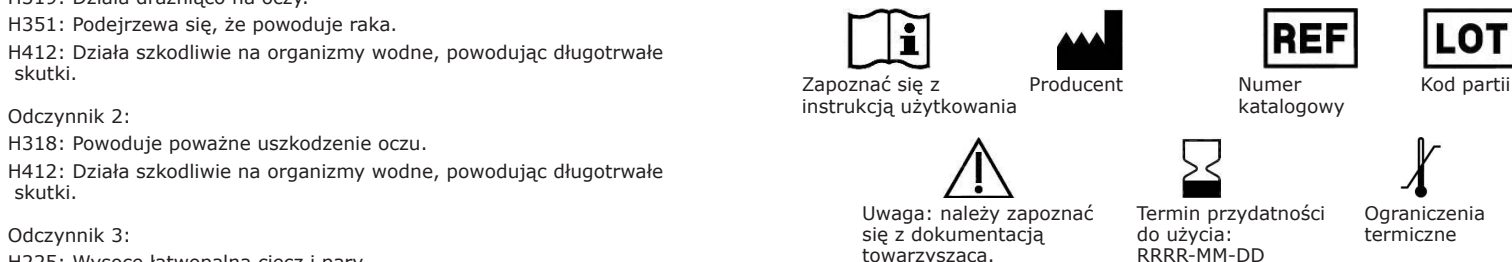 H319: Działa drażniąco na oczy.
H351: Podejrzewa się, że powoduje raka.
H412: Działa szkodliwie na organizmy wodne, powodując długotrwałe
skutki.
Odczynnik 2:
H318: Powoduje poważne uszkodzenie oczu.
H412: Działa szkodliwie na organizmy wodne, powodując długotrwałe
skutki.
Odczynnik 3:
H225: Wysoce łatwopalna ciecz i pary.
REF
LOT
Zapoznać się z
instrukcją użytkowania
Producent
Numer
katalogowy
Kod partii
Uwaga: należy zapoznać
się z dokumentacją
towarzyszącą.
Termin przydatności
do użycia:
RRRR-MM-DD
Ograniczenia
termiczne